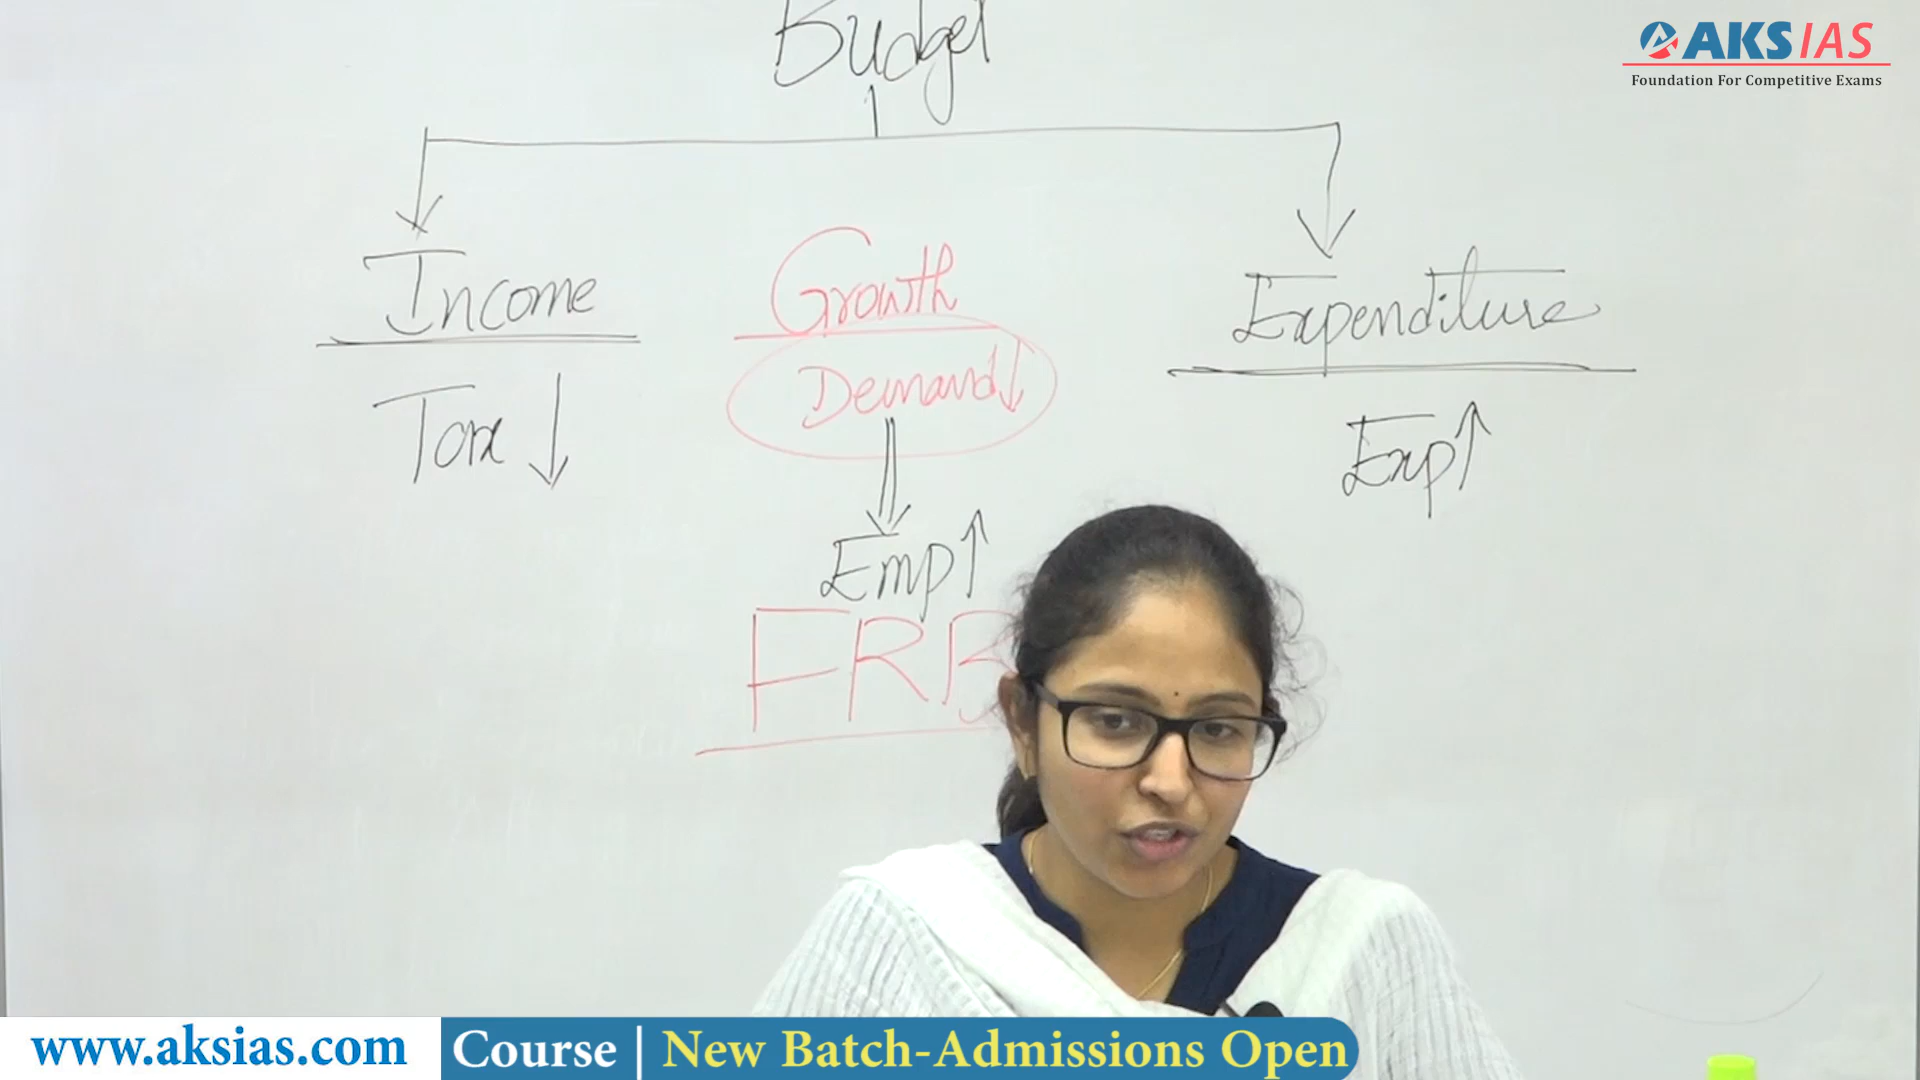 Budget
AKS IAS
Foundation For Competitive Exams
Income
Growth
Expenditure
Tax ↓
Demand ↓
Exp ↑
Emp ↑
FRB
www.aksias.com
Course | New Batch-Admissions Open